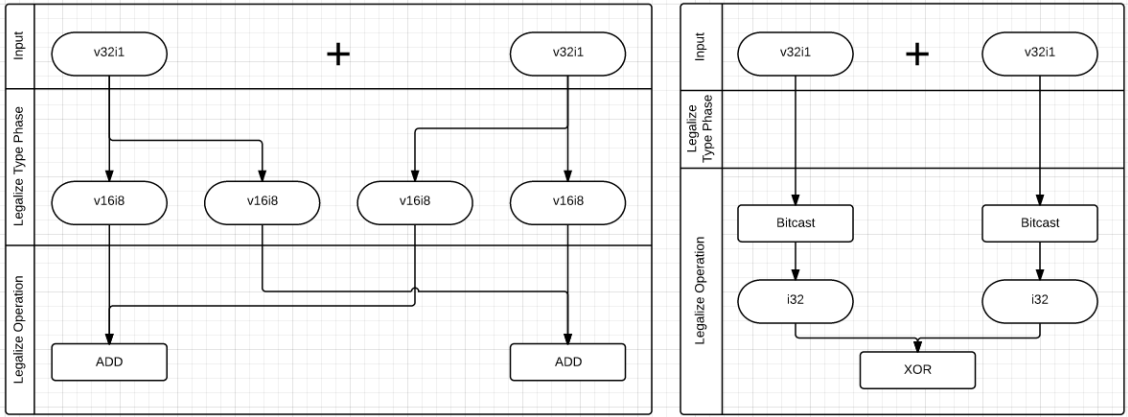 Input
v32i1
+
v32i1
Legalize Type Phase
v16i8
v16i8
v16i8
v16i8
Legalize Operation
ADD
ADD
Input
v32i1
+
v32i1
Legalize
Type Phase
Legalize Operation
Bitcast
Bitcast
i32
i32
XOR